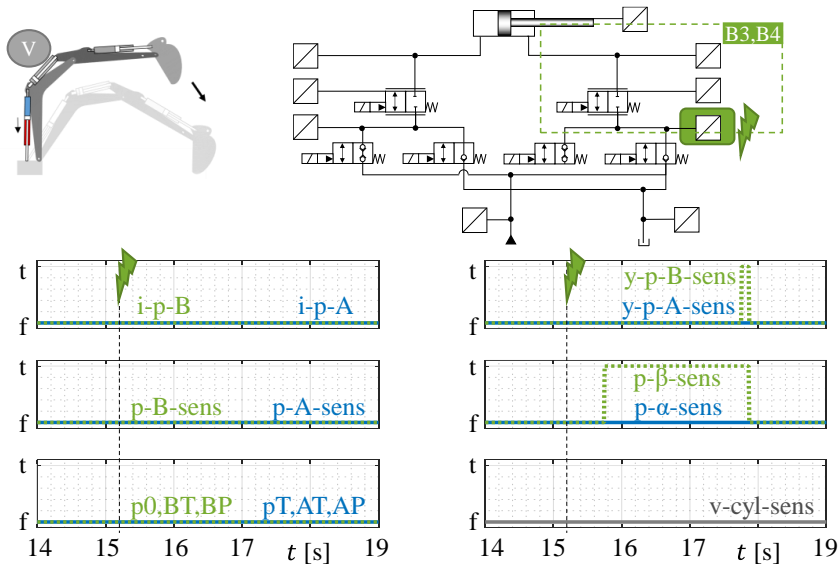 V
B3,B4
t
i-p-B i-p-A
f
t
p-B-sens p-A-sens
f
t
p0,BT,BP pT,AT,AP
f
14 15 16 17 t [s] 19
t
y-p-B-sens
y-p-A-sens
f
t
p-β-sens
p-α-sens
f
t
v-cyl-sens
f
14 15 16 17 t [s] 19